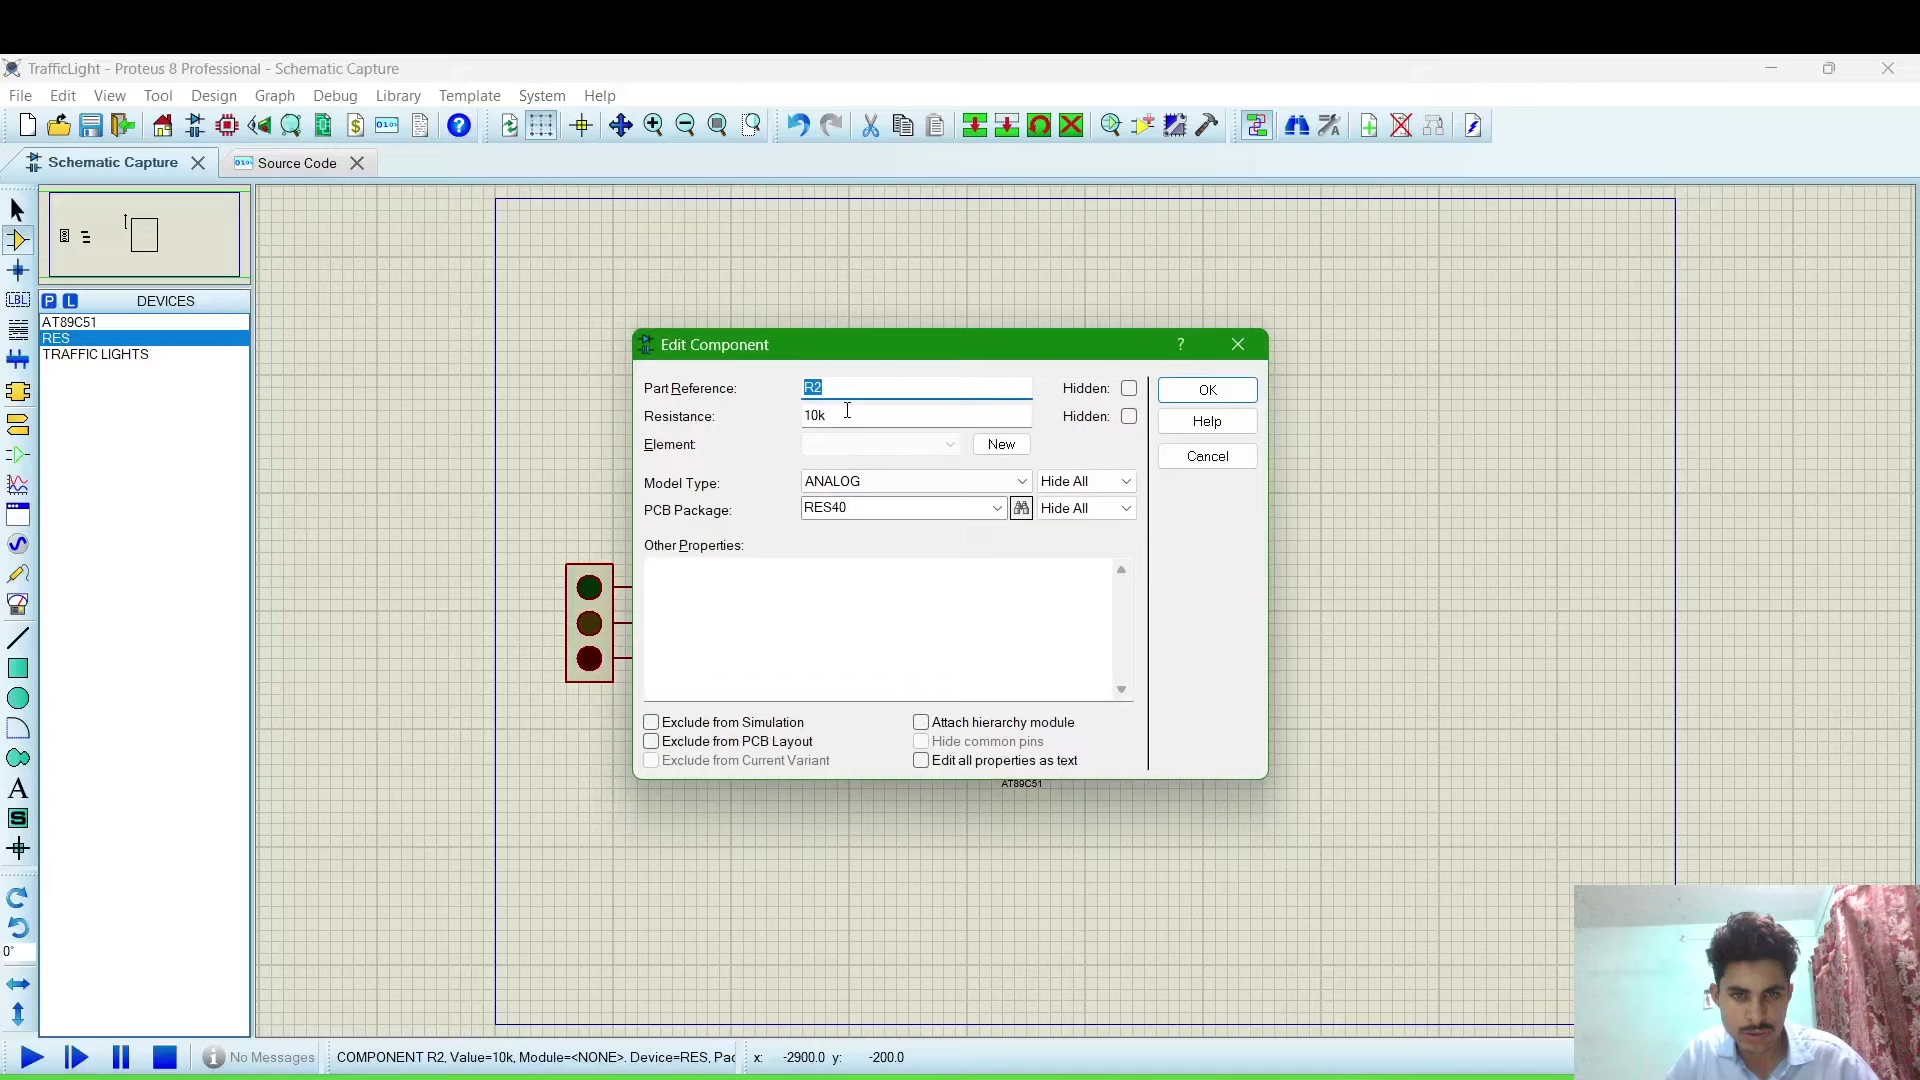 TrafficLight - Proteus 8 Professional - Schematic Capture
File Edit View Tool Design Graph Debug Library Template System Help
Schematic Capture
Source Code
P L DEVICES
AT89C51
RES
TRAFFIC LIGHTS
LBL
A
S
0°
Edit Component ?
Part Reference: R2 Hidden:
Resistance: 10k Hidden:
Element: New
Model Type: ANALOG Hide All
PCB Package: RES40 Hide All
Other Properties:
Exclude from Simulation
Attach hierarchy module
Exclude from PCB Layout
Hide common pins
Exclude from Current Variant
Edit all properties as text
OK
Help
Cancel
AT89C51
No Messages COMPONENT R2, Value=10k, Module=<NONE>. Device=RES, Pac x: -2900.0 y: -200.0